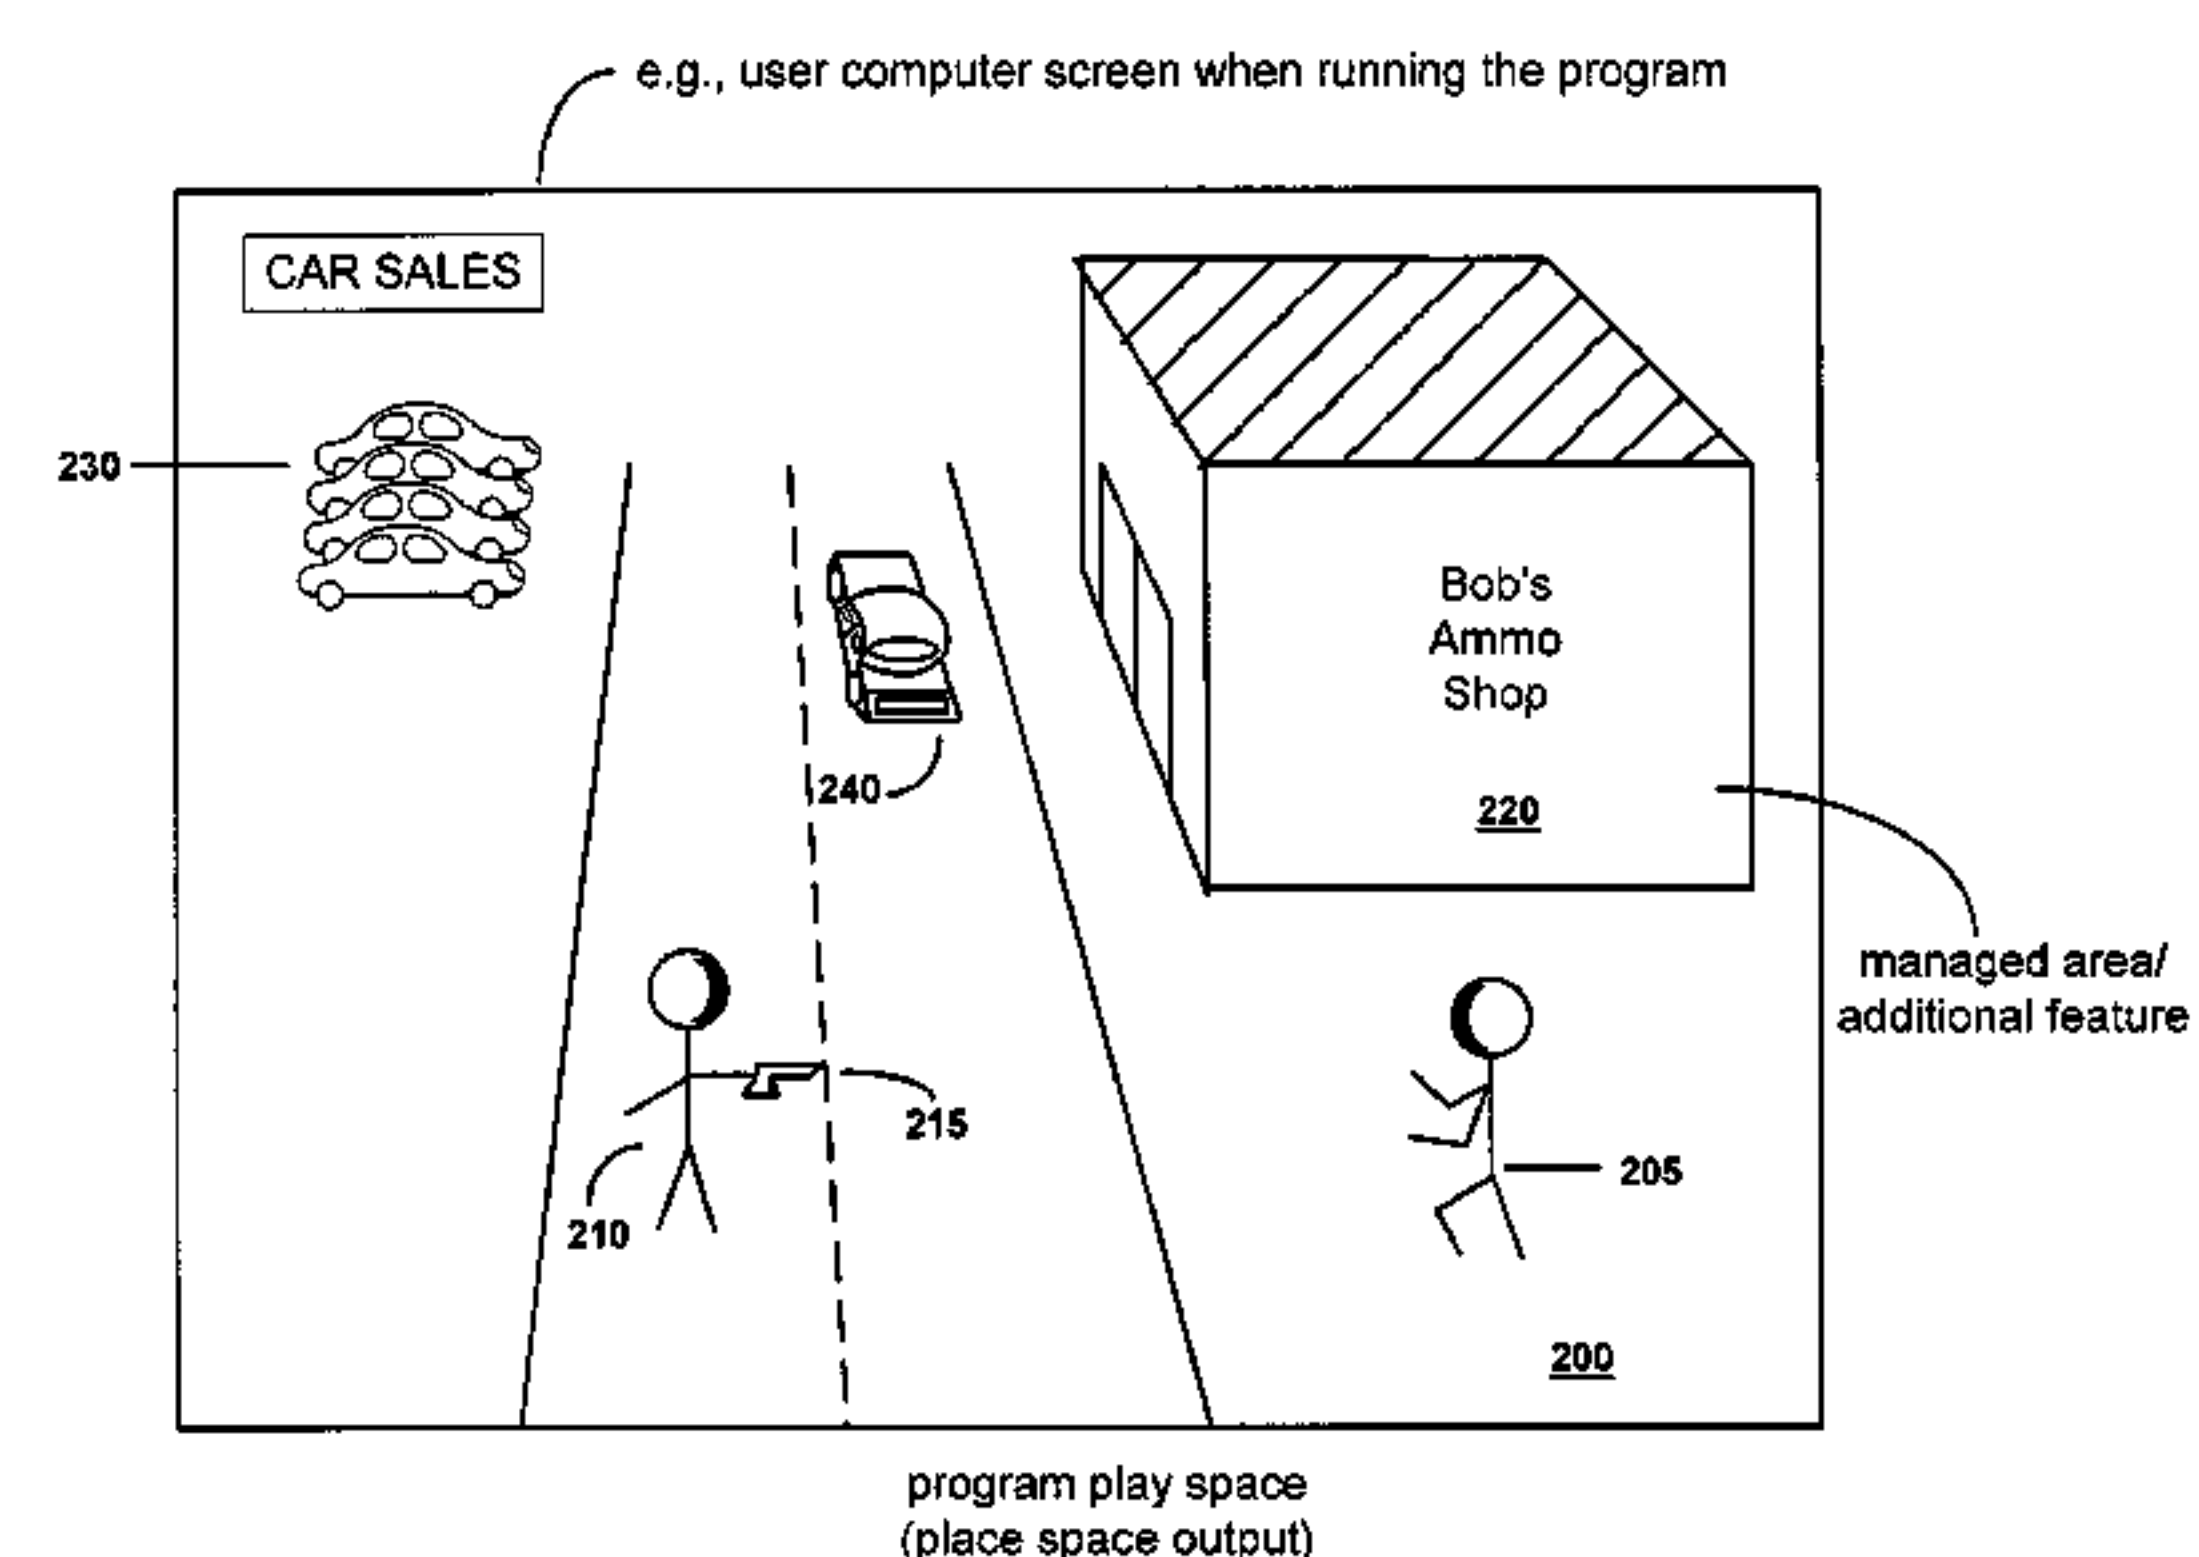 e.g., user computer screen when running the program
CAR SALES
230
Bob's
Ammo
Shop
240
220
managed area/
additional feature
215
205
210
200
program play space
(place space output)